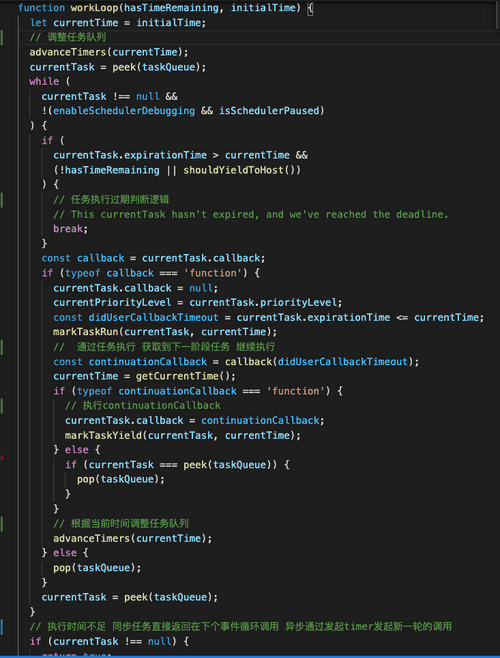 function workLoop(hasTimeRemaining, initialTime) {
let currentTime = initialTime;
// 调整任务队列
advanceTimers(currentTime);
currentTask = peek(taskQueue);
while (
currentTask !== null &&
!(enableSchedulerDebugging && isSchedulerPaused)
) {
if (
currentTask.expirationTime > currentTime &&
(!hasTimeRemaining || shouldYieldToHost())
) {
// 任务执行过期判断逻辑
// This currentTask hasn't expired, and we've reached the deadline.
break;
}
const callback = currentTask.callback;
if (typeof callback === 'function') {
currentTask.callback = null;
currentPriorityLevel = currentTask.priorityLevel;
const didUserCallbackTimeout = currentTask.expirationTime <= currentTime;
markTaskRun(currentTask, currentTime);
// 通过任务执行 获取到下一阶段任务 继续执行
const continuationCallback = callback(didUserCallbackTimeout);
currentTime = getCurrentTime();
if (typeof continuationCallback === 'function') {
// 执行continuationCallback
currentTask.callback = continuationCallback;
markTaskYield(currentTask, currentTime);
} else {
if (currentTask === peek(taskQueue)) {
pop(taskQueue);
}
}
// 根据当前时间调整任务队列
advanceTimers(currentTime);
} else {
pop(taskQueue);
}
currentTask = peek(taskQueue);
}
// 执行时间不足 同步任务直接返回在下个事件循环调用 异步通过发起timer发起新一轮的调用
if (currentTask !== null) {
return true;